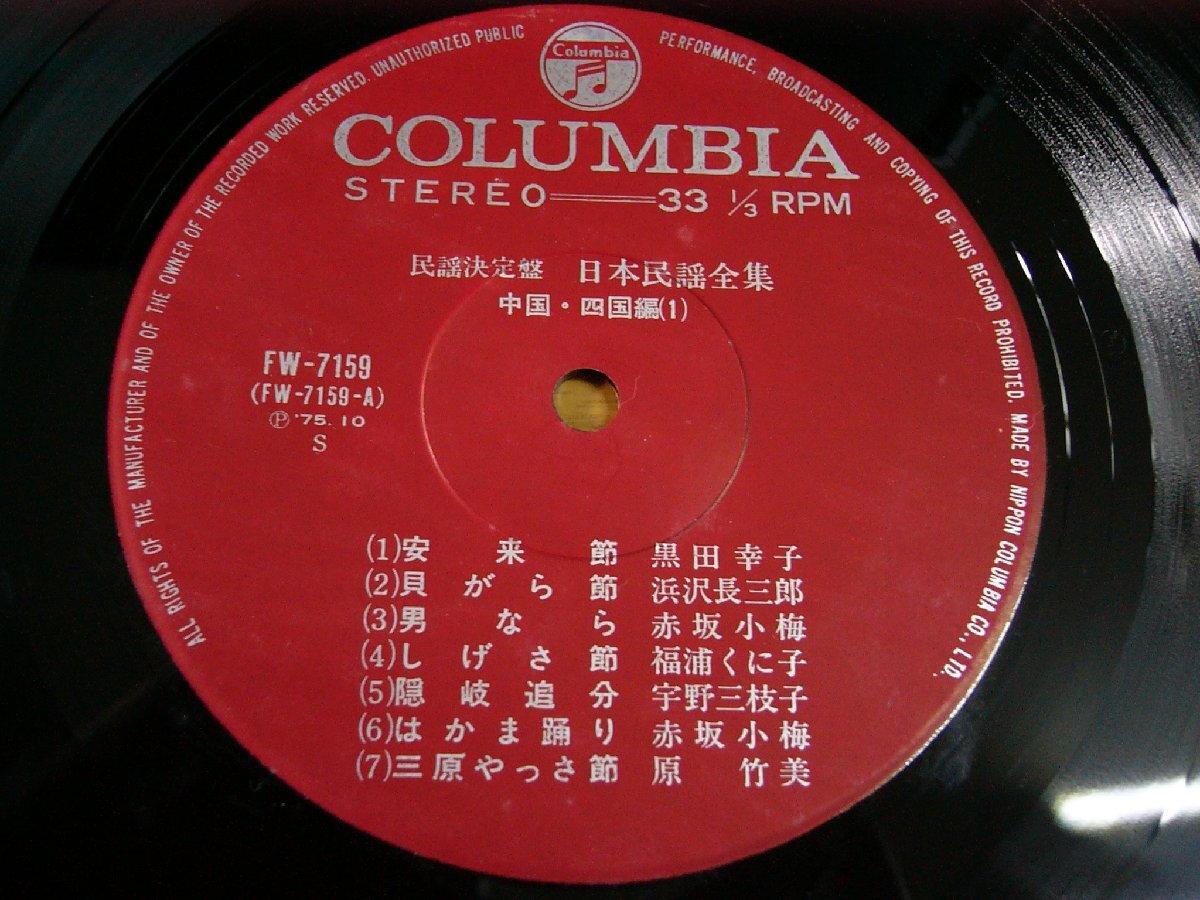 Columbia
COLUMBIA
STEREO 33 1/3 RPM
民謡決定盤 日本民謡全集
中国・四国編(1)
FW-7159
(FW-7159-A)
Ⓟ '75.10
S
(1)安来節 黒田幸子
(2)貝がら節 浜沢長三郎
(3)男なら 赤坂小梅
(4)しげさ節 福浦くに子
(5)隠岐追分 宇野三枝子
(6)はかま踊り 赤坂小梅
(7)三原やっさ節 原竹美
ALL RIGHTS OF THE MANUFACTURER AND OF THE OWNER OF THE RECORDED WORK RESERVED. UNAUTHORIZED PUBLIC PERFORMANCE, BROADCASTING AND COPYING OF THIS RECORD PROHIBITED. MADE BY NIPPON COLUMBIA CO., LTD.